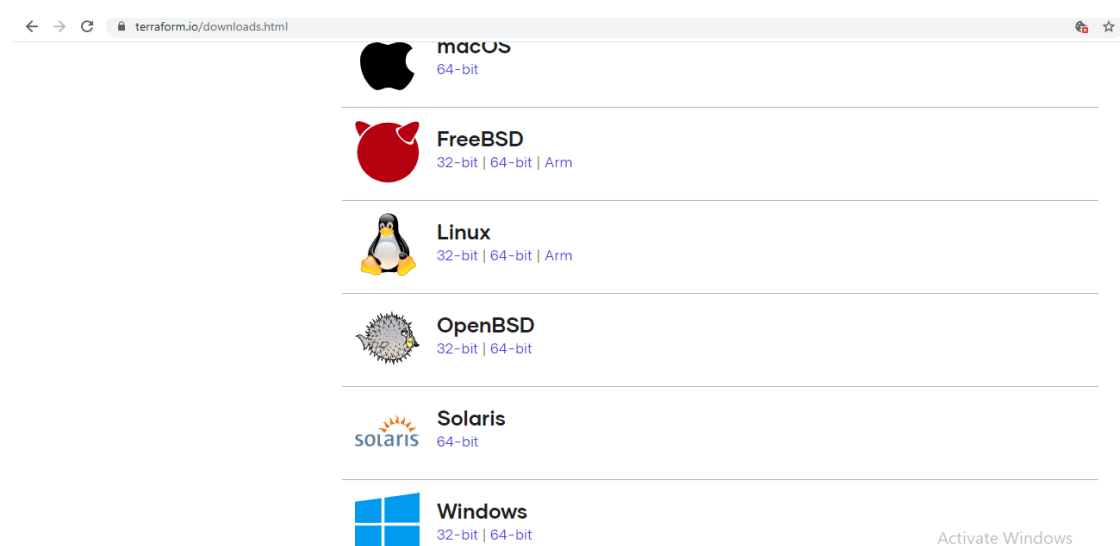 terraform.io/downloads.html
macOS
64-bit
FreeBSD
32-bit | 64-bit | Arm
Linux
32-bit | 64-bit | Arm
OpenBSD
32-bit | 64-bit
solaris
Solaris
64-bit
Windows
32-bit | 64-bit
Activate Windows